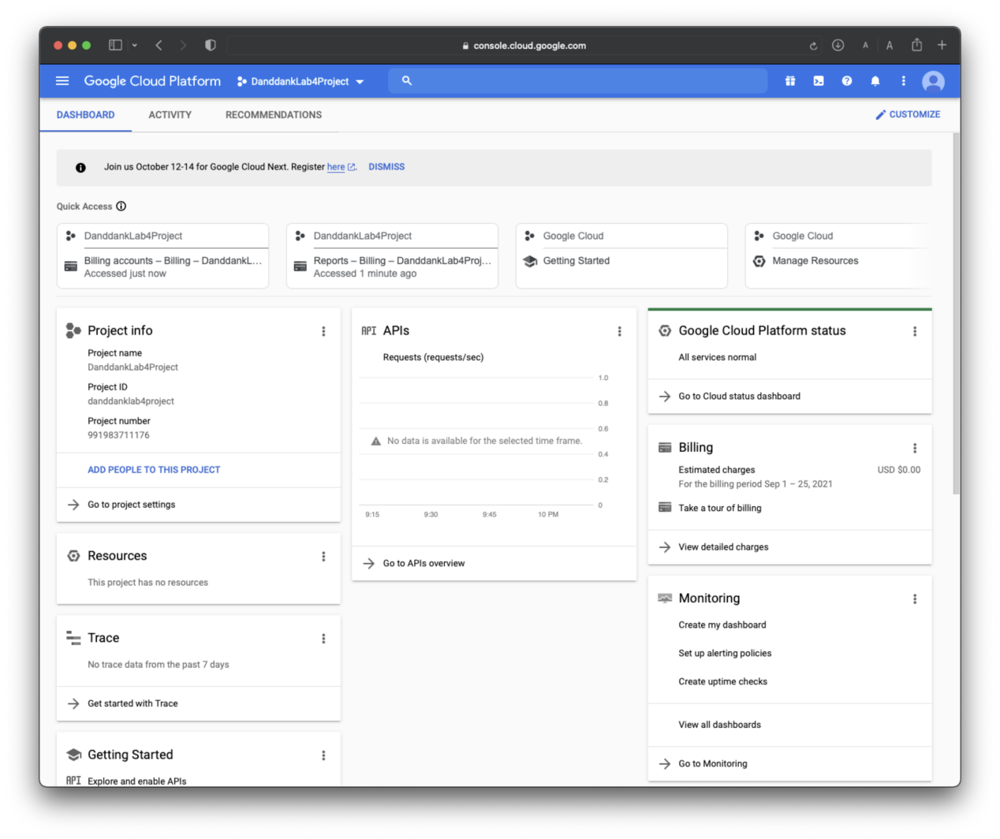 console.cloud.google.com
A A
Google Cloud Platform DanddankLab4Project
DASHBOARD ACTIVITY RECOMMENDATIONS CUSTOMIZE
Join us October 12-14 for Google Cloud Next. Register here. DISMISS
Quick Access
DanddankLab4Project
Billing accounts – Billing – DanddankL...
Accessed just now
DanddankLab4Project
Reports – Billing – DanddankLab4Proj...
Accessed 1 minute ago
Google Cloud
Getting Started
Google Cloud
Manage Resources
Project info
Project name
DanddankLab4Project
Project ID
danddanklab4project
Project number
991983711176
ADD PEOPLE TO THIS PROJECT
Go to project settings
Resources
This project has no resources
Trace
No trace data from the past 7 days
Get started with Trace
Getting Started
API Explore and enable APIs
API APIs
Requests (requests/sec)
1.0
0.8
0.6
No data is available for the selected time frame.
0.4
0.2
0
9:15 9:30 9:45 10 PM
Go to APIs overview
Google Cloud Platform status
All services normal
Go to Cloud status dashboard
Billing
Estimated charges USD $0.00
For the billing period Sep 1 – 25, 2021
Take a tour of billing
View detailed charges
Monitoring
Create my dashboard
Set up alerting policies
Create uptime checks
View all dashboards
Go to Monitoring